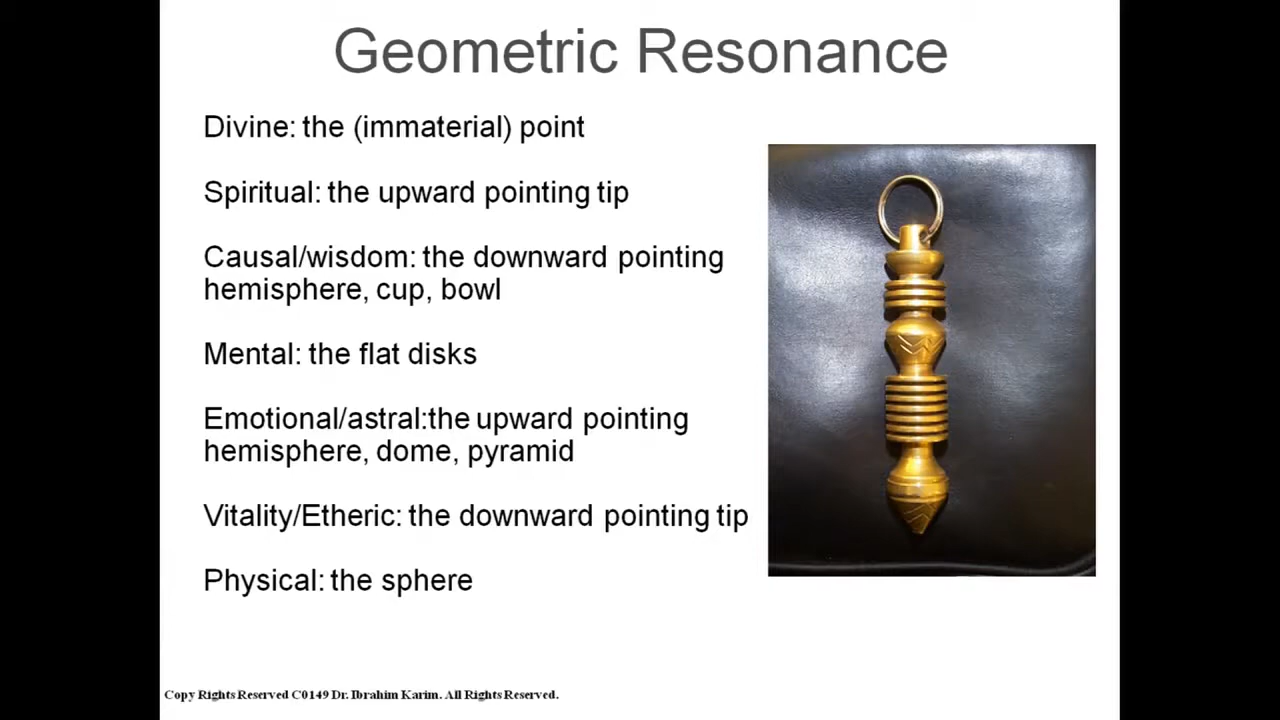 Geometric Resonance
Divine: the (immaterial) point
Spiritual: the upward pointing tip
Causal/wisdom: the downward pointing
hemisphere, cup, bowl
Mental: the flat disks
Emotional/astral:the upward pointing
hemisphere, dome, pyramid
Vitality/Etheric: the downward pointing tip
Physical: the sphere
Copy Rights Reserved C0149 Dr. Ibrahim Karim. All Rights Reserved.